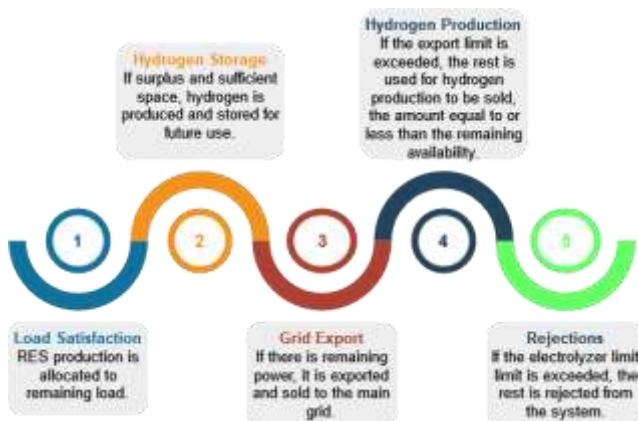 Hydrogen Storage
If surplus and sufficient
space, hydrogen is
produced and stored for
future use.
Hydrogen Production
If the export limit is
exceeded, the rest is
used for hydrogen
production to be sold,
the amount equal to or
less than the remaining
availability.
1
2
3
4
5
Load Satisfaction
RES production is
allocated to
remaining load.
Grid Export
If there is remaining
power, it is exported
and sold to the main
grid.
Rejections
If the electrolyzer limit
limit is exceeded, the
rest is rejected from
the system.